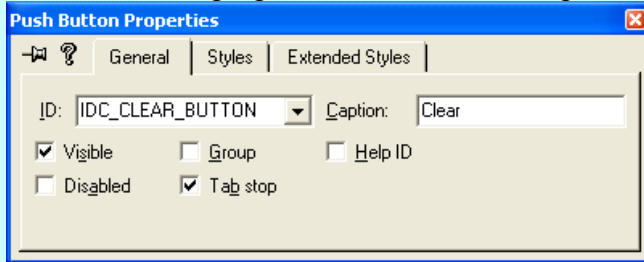 Push Button Properties
General Styles Extended Styles
ID: IDC_CLEAR_BUTTON Caption: Clear
Visible Group Help ID
Disabled Tab stop